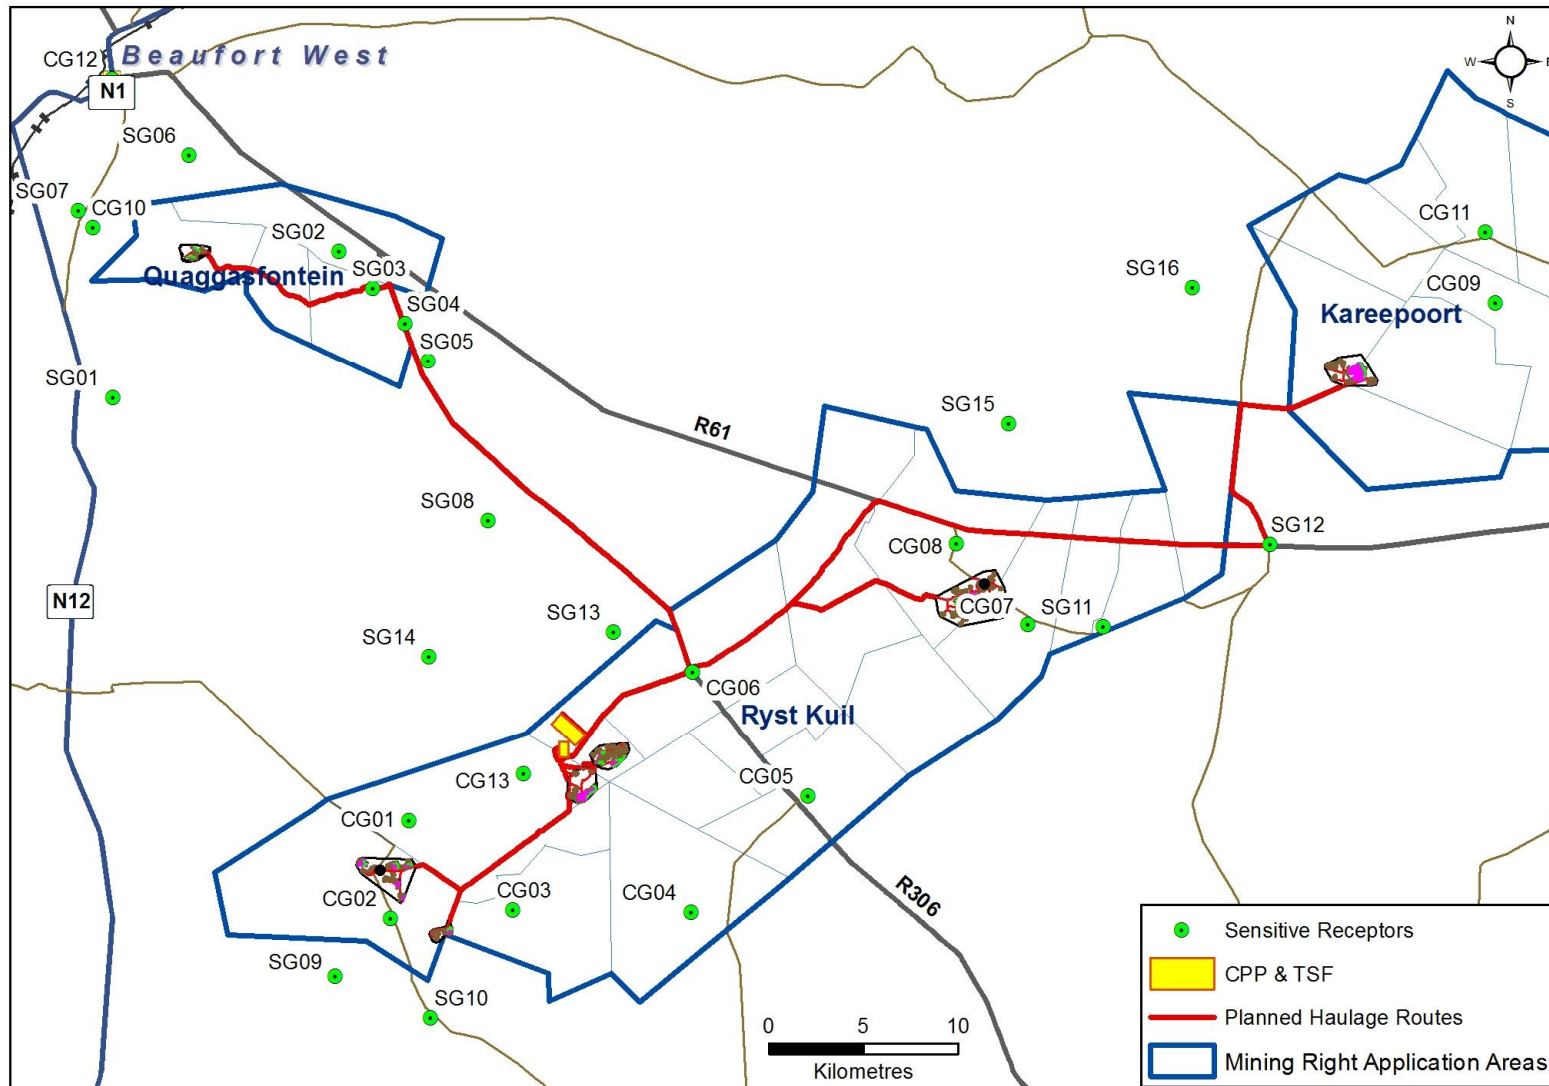 N
W
E
S
CG12
Beaufort West
N1
SG06
SG07
CG10
SG02
CG11
Quaggasfontein
SG03
SG16
CG09
SG04
Kareepoort
SG05
SG01
SG15
R61
SG08
SG12
CG08
N12
SG13
CG07
SG11
SG14
CG06
Ryst Kuil
CG13
CG05
CG01
CG02
CG03
CG04
R306
SG09
SG10
0 5 10
Kilometres
Sensitive Receptors
CPP & TSF
Planned Haulage Routes
Mining Right Application Areas